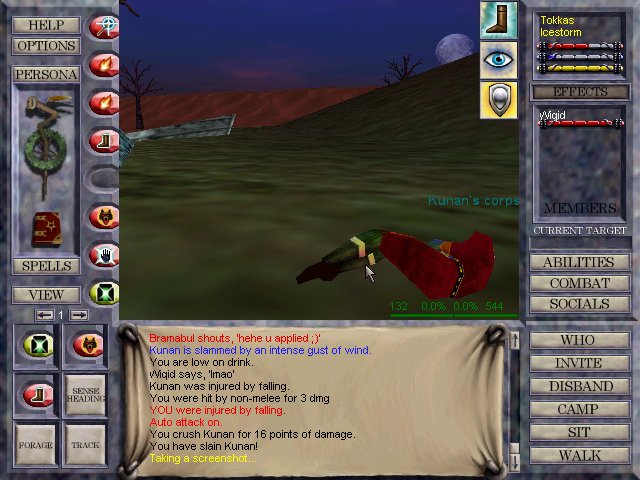 HELP
OPTIONS
PERSONA
SPELLS
VIEW
1
SENSE
HEADING
FORAGE
TRACK
Kunan's corps
132 0.0% 0.0% 544
Tokkas
Icestorm
EFFECTS
Wiqid
MEMBERS
CURRENT TARGET
ABILITIES
COMBAT
SOCIALS
WHO
INVITE
DISBAND
CAMP
SIT
WALK
Bramabul shouts, 'hehe u applied ;)'
Kunan is slammed by an intense gust of wind.
You are low on drink.
Wiqid says, 'lmao'
Kunan was injured by falling.
You were hit by non-melee for 3 dmg
YOU were injured by falling.
Auto attack on.
You crush Kunan for 16 points of damage.
You have slain Kunan!
Taking a screenshot...